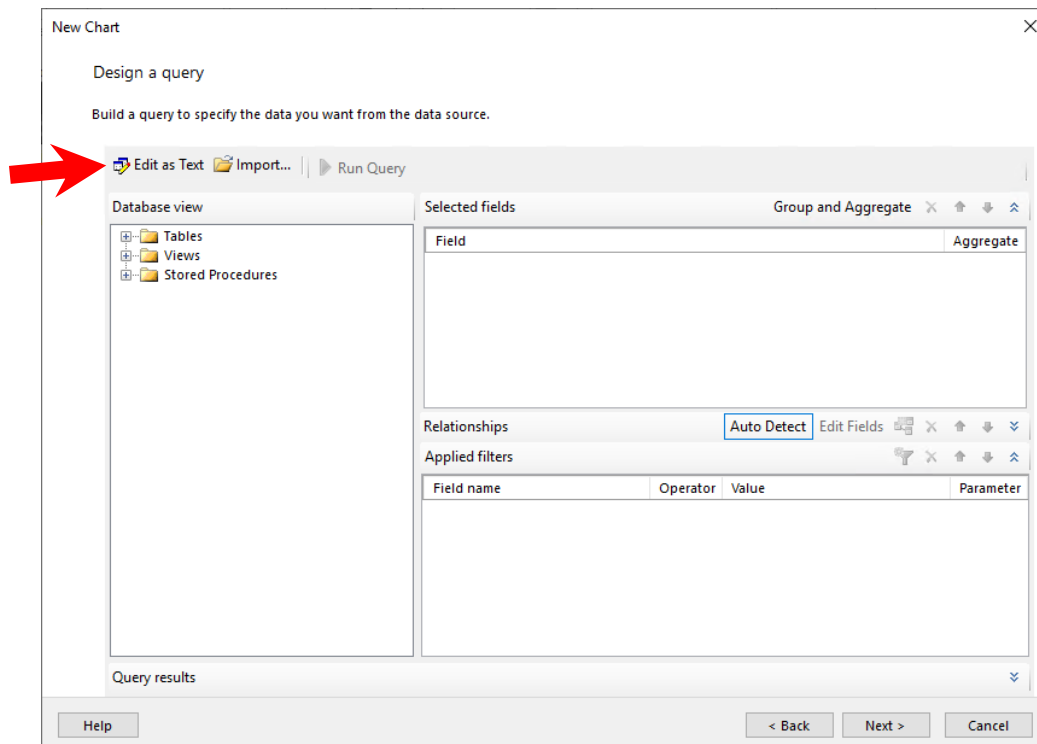 New Chart
Design a query
Build a query to specify the data you want from the data source.
Edit as Text Import... Run Query
Database view
Tables
Views
Stored Procedures
Selected fields Group and Aggregate
Field Aggregate
Relationships Auto Detect Edit Fields
Applied filters
Field name Operator Value Parameter
Query results
Help < Back Next > Cancel